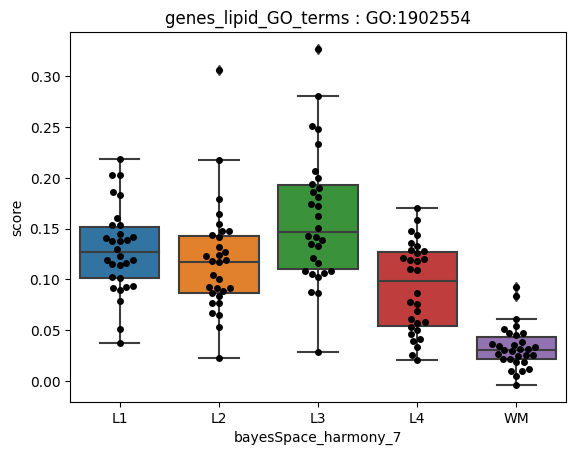 genes_lipid_GO_terms : GO:1902554
0.30
0.25
0.20
0.15
0.10
0.05
0.00
score
L1 L2 L3 L4 WM
bayesSpace_harmony_7